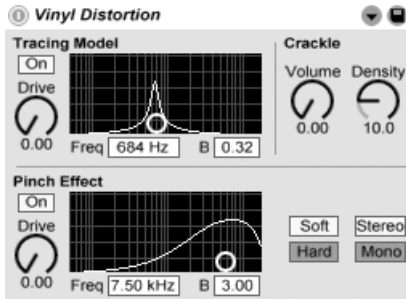 Vinyl Distortion
Tracing Model
On
Drive
0.00
Freq 684 Hz B 0.32
Crackle
Volume Density
0.00 10.0
Pinch Effect
On
Drive
0.00
Freq 7.50 kHz B 3.00
Soft Stereo
Hard Mono